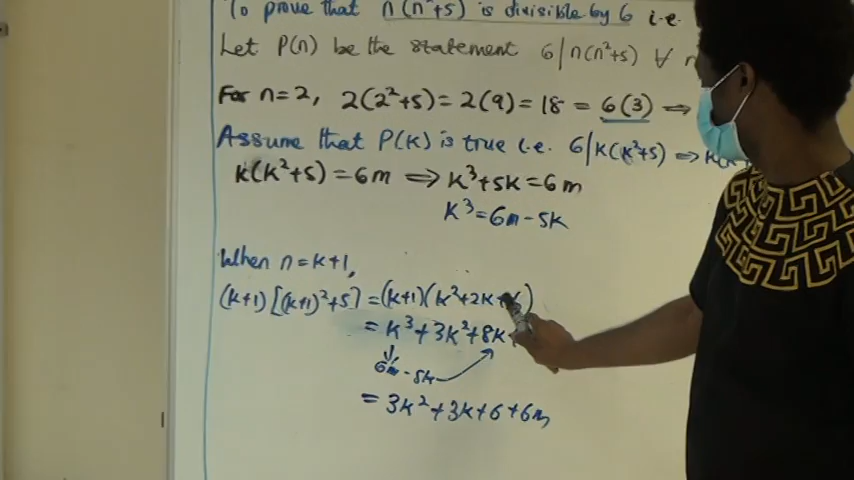 To prove that n(n²+5) is divisible by 6 i.e.
Let P(n) be the statement 6|n(n²+5) ∀
For n=2, 2(2²+5)=2(9)=18 = 6(3) ⇒
Assume that P(k) is true i.e. 6|k(k²+5) ⇒ k(k
k(k²+5)=6m ⇒ k³+5k=6m
k³=6m-5k
When n=k+1,
(k+1)[(k+1)²+5] =(k+1)(k²+2k+6)
= k³+3k²+8k+
6m-5k
= 3k²+3k+6+6m